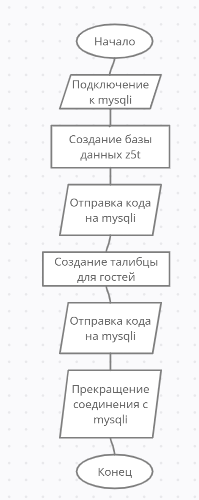 Начало
Подключение
к mysqli
Создание базы
данных z5t
Отправка кода
на mysqli
Создание талибцы
для гостей
Отправка кода
на mysqli
Прекращение
соединения с
mysqli
Конец